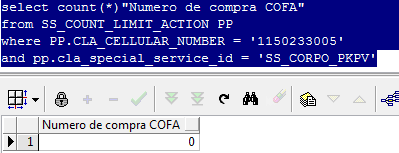 select count(*)"Numero de compra COFA"
from SS_COUNT_LIMIT_ACTION PP
where PP.CLA_CELLULAR_NUMBER = '1150233005'
and pp.cla_special_service_id = 'SS_CORPO_PKPV'
Numero de compra COFA
1 0